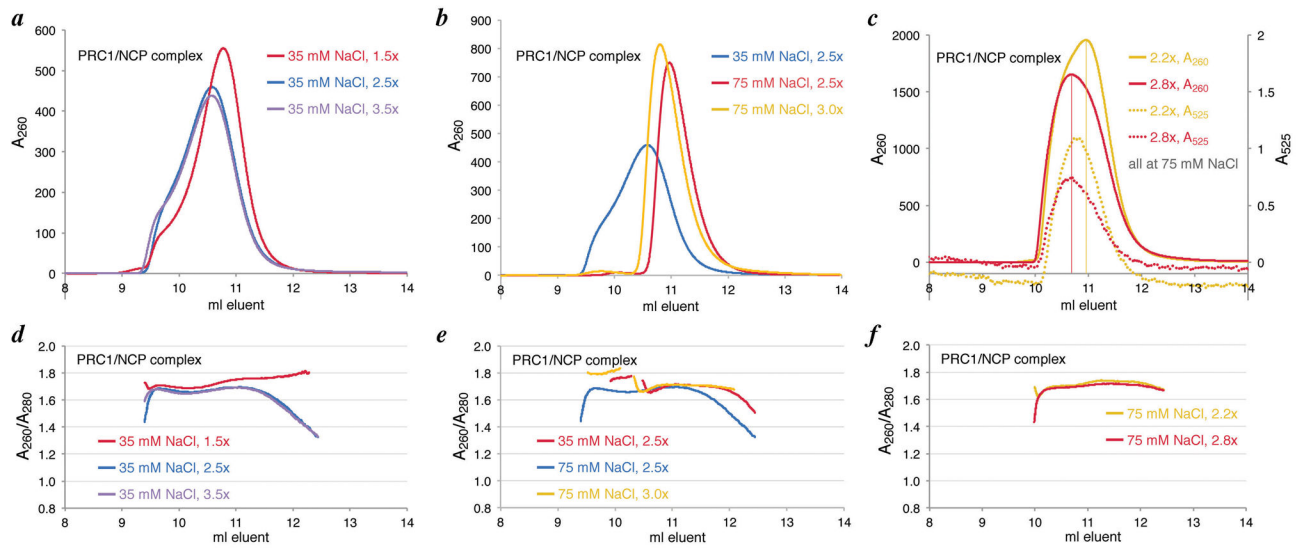 a
600
500
400
300
200
100
0
A260
PRC1/NCP complex
35 mM NaCl, 1.5x
35 mM NaCl, 2.5x
35 mM NaCl, 3.5x
8 9 10 11 12 13 14
ml eluent
b
900
800
700
600
500
400
300
200
100
0
A260
PRC1/NCP complex
35 mM NaCl, 2.5x
75 mM NaCl, 2.5x
75 mM NaCl, 3.0x
8 9 10 11 12 13 14
ml eluent
c
2000
1500
1000
500
0
A260
PRC1/NCP complex
2.2x, A260
2.8x, A260
2.2x, A525
2.8x, A525
all at 75 mM NaCl
2
1.5
1
0.5
0
A525
8 9 10 11 12 13 14
ml eluent
d
2.0
1.8
1.6
1.4
1.2
1.0
0.8
A260/A280
PRC1/NCP complex
35 mM NaCl, 1.5x
35 mM NaCl, 2.5x
35 mM NaCl, 3.5x
8 9 10 11 12 13 14
ml eluent
e
2.0
1.8
1.6
1.4
1.2
1.0
0.8
A260/A280
PRC1/NCP complex
35 mM NaCl, 2.5x
75 mM NaCl, 2.5x
75 mM NaCl, 3.0x
8 9 10 11 12 13 14
ml eluent
f
2.0
1.8
1.6
1.4
1.2
1.0
0.8
A260/A280
PRC1/NCP complex
75 mM NaCl, 2.2x
75 mM NaCl, 2.8x
8 9 10 11 12 13 14
ml eluent